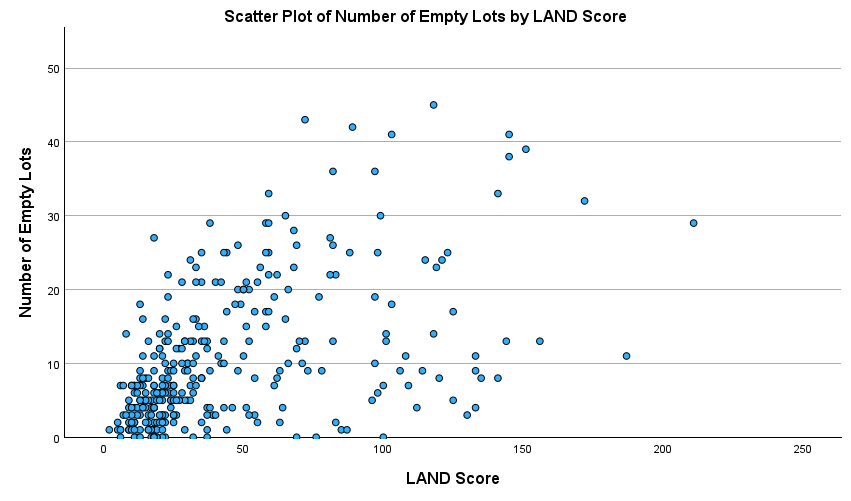 Scatter Plot of Number of Empty Lots by LAND Score
Number of Empty Lots
50
40
30
20
10
0
0 50 100 150 200 250
LAND Score